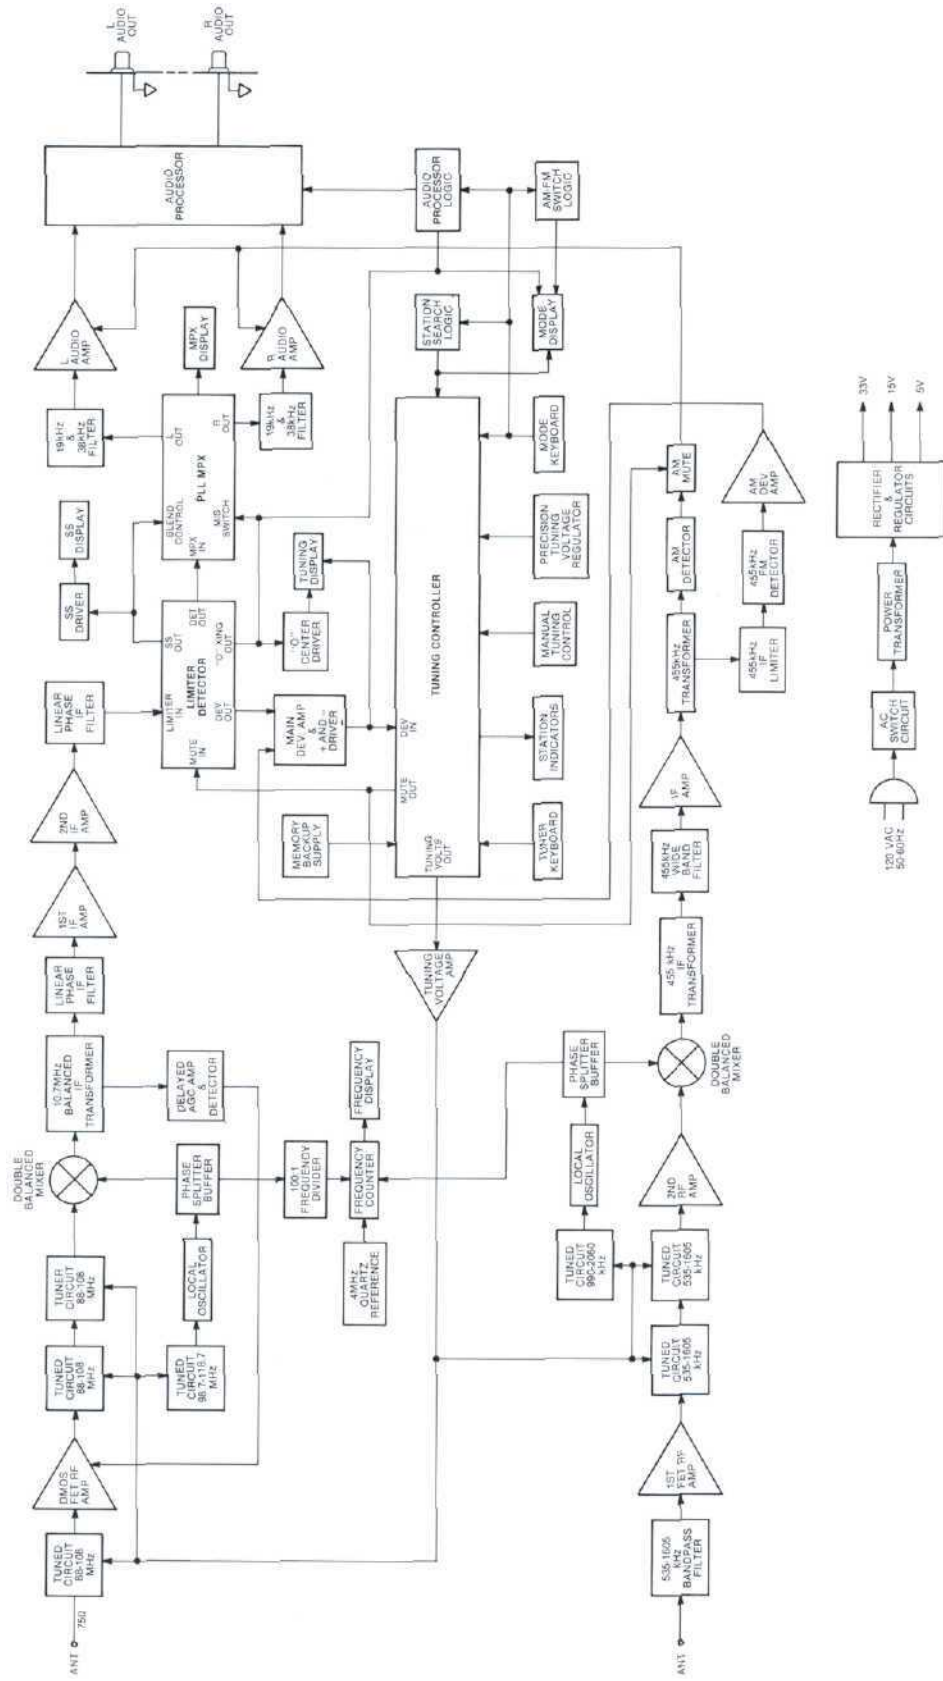 ANT
75Ω
TUNED
CIRCUIT
88-108
MHz
DMOS
FET RF
AMP
TUNED
CIRCUIT
88-108
MHz
TUNER
CIRCUIT
88-108
MHz
DOUBLE
BALANCED
MIXER
10.7MHz
BALANCED
IF
TRANSFORMER
LINEAR
PHASE
IF
FILTER
1ST
IF
AMP
2ND
IF
AMP
LINEAR
PHASE
IF
FILTER
SS
DRIVER
SS
DISPLAY
19kHz
&
38kHz
FILTER
L
AUDIO
AMP
AUDIO
PROCESSOR
L
AUDIO
OUT
R
AUDIO
OUT
TUNED
CIRCUIT
98.7-118.7
MHz
LOCAL
OSCILLATOR
PHASE
SPLITTER
BUFFER
DELAYED
AGC AMP
&
DETECTOR
LIMITER
IN
SS
OUT
MUTE
IN
LIMITER
DETECTOR
DET
OUT
DEV
OUT
"O" XING
OUT
BLEND
CONTROL
L
OUT
MPX
IN
PLL MPX
M/S
SWITCH
R
OUT
MPX
DISPLAY
19kHz
&
38kHz
FILTER
R
AUDIO
AMP
100:1
FREQUENCY
DIVIDER
4MHz
QUARTZ
REFERENCE
FREQUENCY
COUNTER
FREQUENCY
DISPLAY
MEMORY
BACKUP
SUPPLY
MAIN
DEV. AMP
&
+ AND -
DRIVER
"O"
CENTER
DRIVER
TUNING
DISPLAY
TUNING
VOLTAGE
AMP
TUNING
VOLTS
OUT
MUTE
OUT
DEV
IN
TUNING CONTROLLER
STATION
SEARCH
LOGIC
AUDIO
PROCESSOR
LOGIC
TUNER
KEYBOARD
STATION
INDICATORS
MANUAL
TUNING
CONTROL
PRECISION
TUNING
VOLTAGE
REGULATOR
MODE
KEYBOARD
MODE
DISPLAY
AM-FM
SWITCH
LOGIC
TUNED
CIRCUIT
990-2060
kHz
LOCAL
OSCILLATOR
PHASE
SPLITTER
BUFFER
ANT
535-1605
kHz
BANDPASS
FILTER
1ST
FET RF
AMP
TUNED
CIRCUIT
535-1605
kHz
TUNED
CIRCUIT
535-1605
kHz
2ND
RF
AMP
DOUBLE
BALANCED
MIXER
455 kHz
IF
TRANSFORMER
455kHz
WIDE
BAND
FILTER
IF
AMP
455kHz
TRANSFORMER
AM
DETECTOR
AM
MUTE
455kHz
IF
LIMITER
455kHz
FM
DETECTOR
AM
DEV
AMP
120 VAC
50-60Hz
AC
SWITCH
CIRCUIT
POWER
TRANSFORMER
RECTIFIER
&
REGULATOR
CIRCUITS
33V
15V
5V